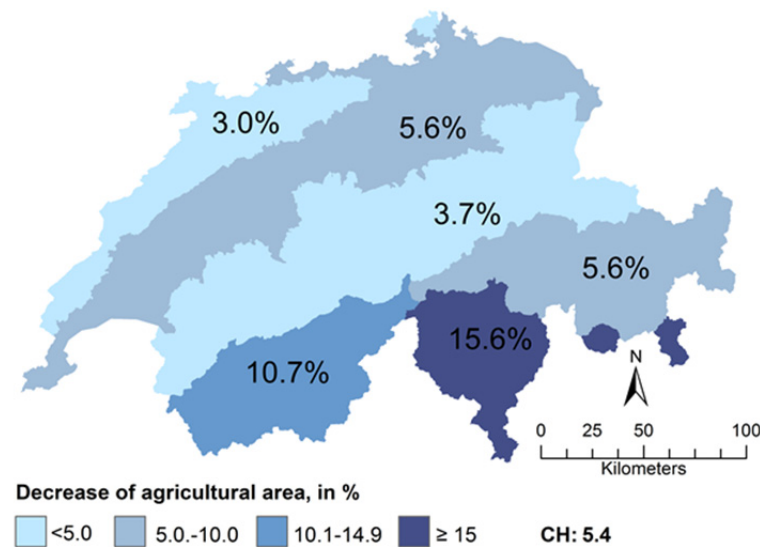 3.0%
5.6%
3.7%
5.6%
15.6%
10.7%
N
0 25 50 100
Kilometers
Decrease of agricultural area, in %
<5.0 5.0.-10.0 10.1-14.9 ≥ 15 CH: 5.4